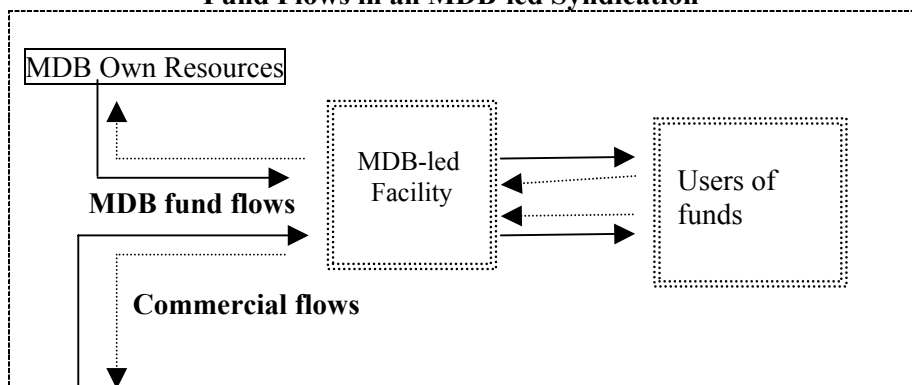 Fund Flows in an MDB-led Syndication
MDB Own Resources
MDB-led
Facility
Users of
funds
MDB fund flows
Commercial flows